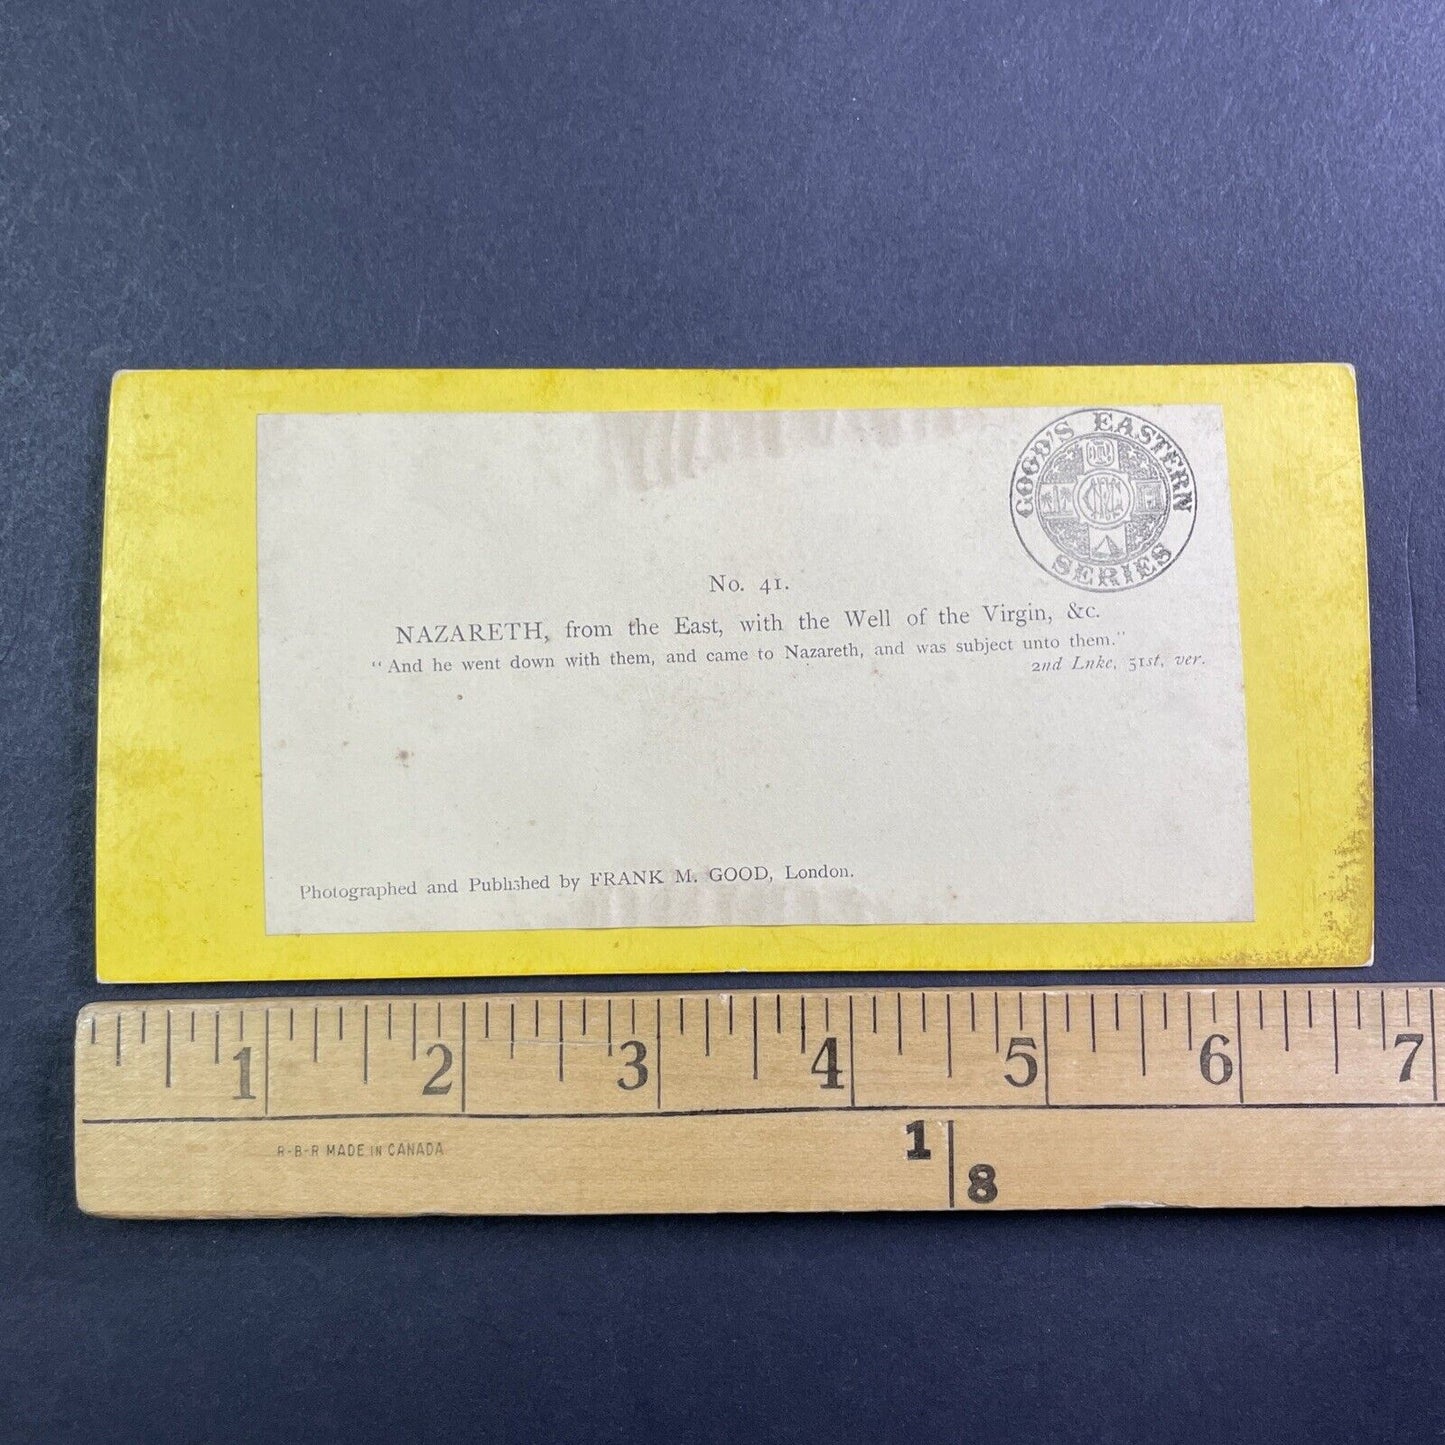 GOOD'S EASTERN
SERIES
No. 41.
NAZARETH, from the East, with the Well of the Virgin, &c.
"And he went down with them, and came to Nazareth, and was subject unto them."
2nd Lnke, 51st, ver.
Photographed and Published by FRANK M. GOOD, London.
1 2 3 4 5 6 7
R-B-R MADE IN CANADA
1
8